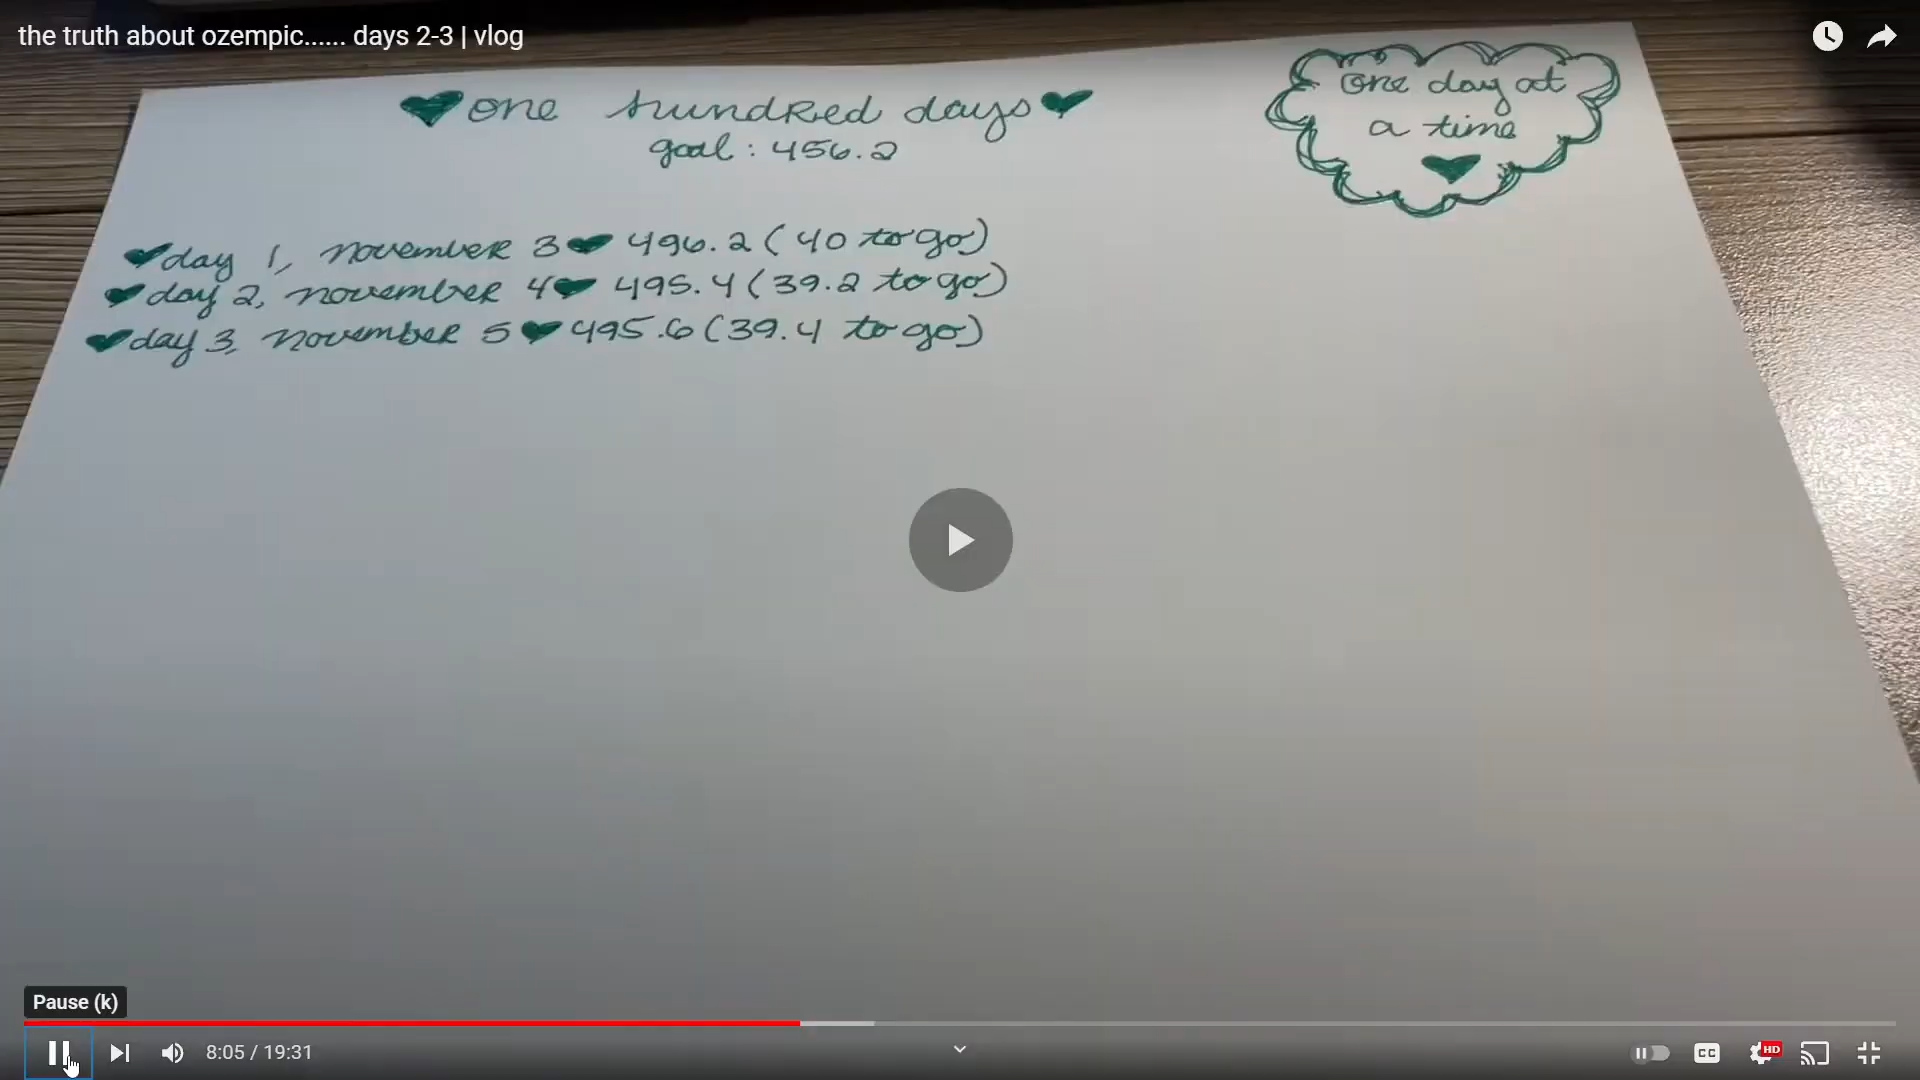 the truth about ozempic...... days 2-3 | vlog
one hundred days
goal : 456.2
one day at
a time
day 1, november 3 496.2 (40 to go)
day 2, november 4 495.4 (39.2 to go)
day 3, november 5 495.6 (39.4 to go)
Pause (k)
8:05 / 19:31
CC
HD